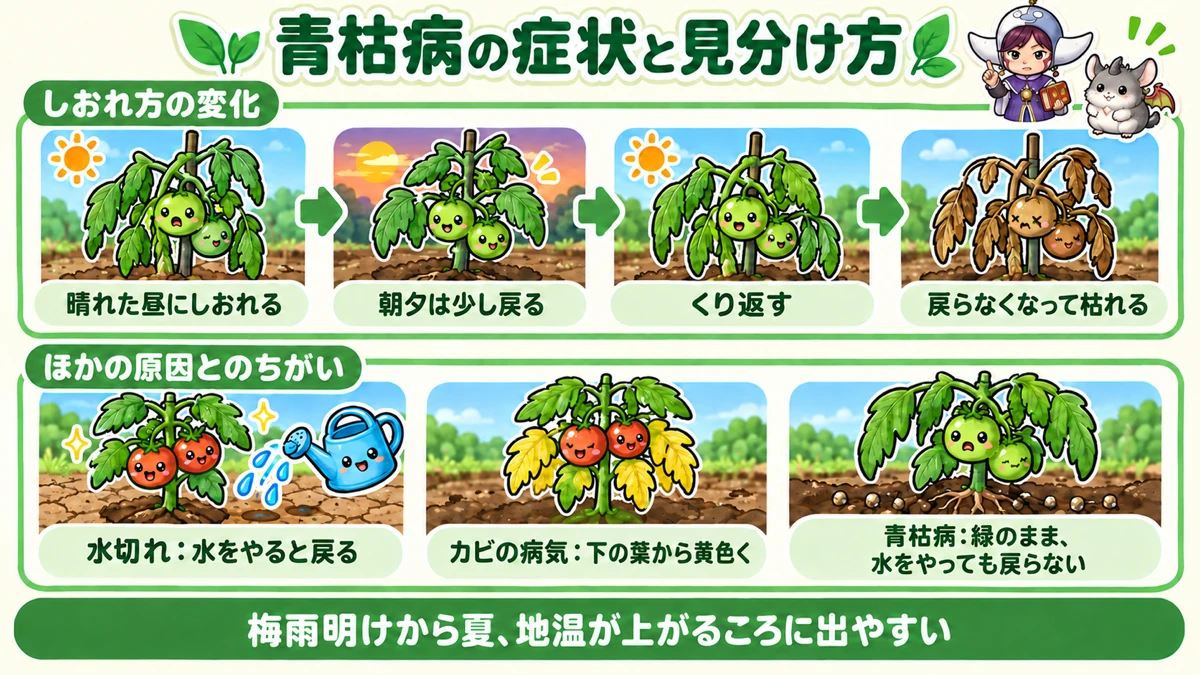 青枯病の症状と見分け方
しおれ方の変化
晴れた昼にしおれる
朝夕は少し戻る
くり返す
戻らなくなって枯れる
ほかの原因とのちがい
水切れ：水をやると戻る
カビの病気：下の葉から黄色く
青枯病：緑のまま、
水をやっても戻らない
梅雨明けから夏、地温が上がるころに出やすい